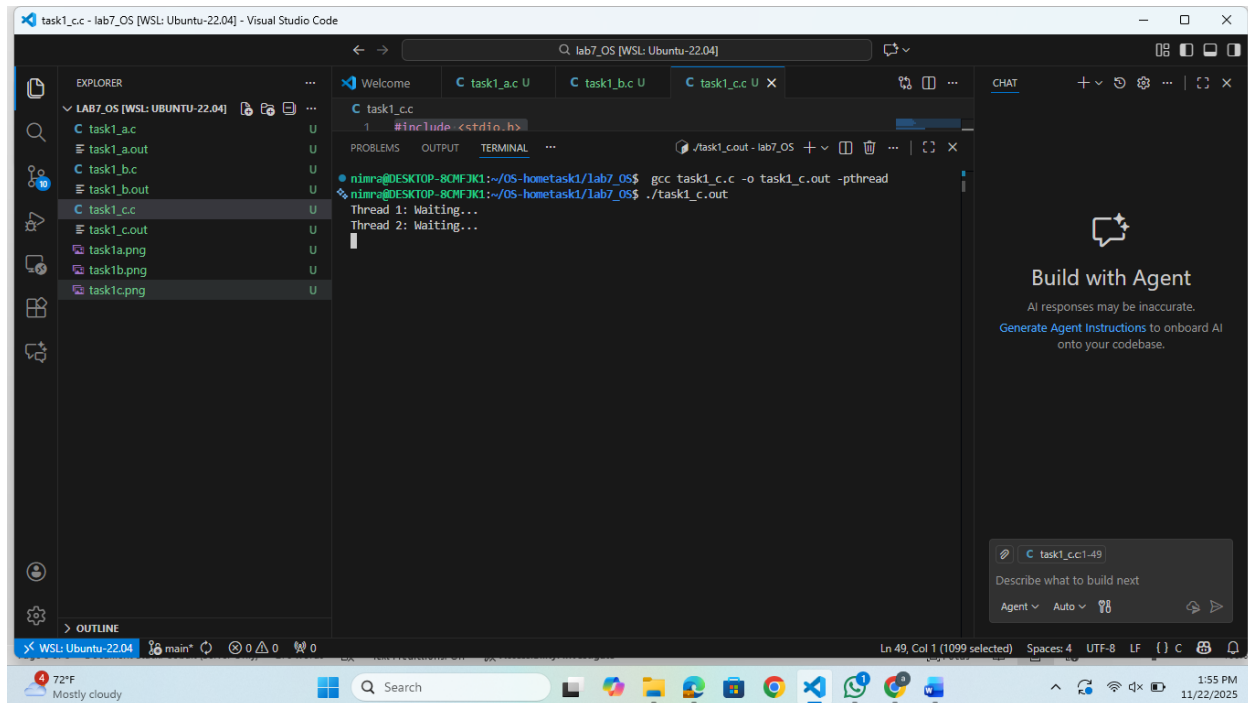 task1_c.c - lab7_OS [WSL: Ubuntu-22.04] - Visual Studio Code
lab7_OS [WSL: Ubuntu-22.04]
EXPLORER
LAB7_OS [WSL: UBUNTU-22.04]
C task1_a.c U
task1_a.out U
C task1_b.c U
task1_b.out U
C task1_c.c U
task1_c.out U
task1a.png U
task1b.png U
task1c.png U
OUTLINE
10
Welcome
C task1_a.c U
C task1_b.c U
C task1_c.c U
C task1_c.c
1 #include <stdio.h>
PROBLEMS OUTPUT TERMINAL ...
./task1_c.out - lab7_OS
nimra@DESKTOP-8CMFJK1:~/OS-hometask1/lab7_OS$ gcc task1_c.c -o task1_c.out -pthread
nimra@DESKTOP-8CMFJK1:~/OS-hometask1/lab7_OS$ ./task1_c.out
Thread 1: Waiting...
Thread 2: Waiting...
CHAT
Build with Agent
AI responses may be inaccurate.
Generate Agent Instructions to onboard AI
onto your codebase.
C task1_c.c:1-49
Describe what to build next
Agent Auto
WSL: Ubuntu-22.04 main* 0 0 0
Ln 49, Col 1 (1099 selected) Spaces: 4 UTF-8 LF {} C
4
72°F
Mostly cloudy
Search
1
1:55 PM
11/22/2025